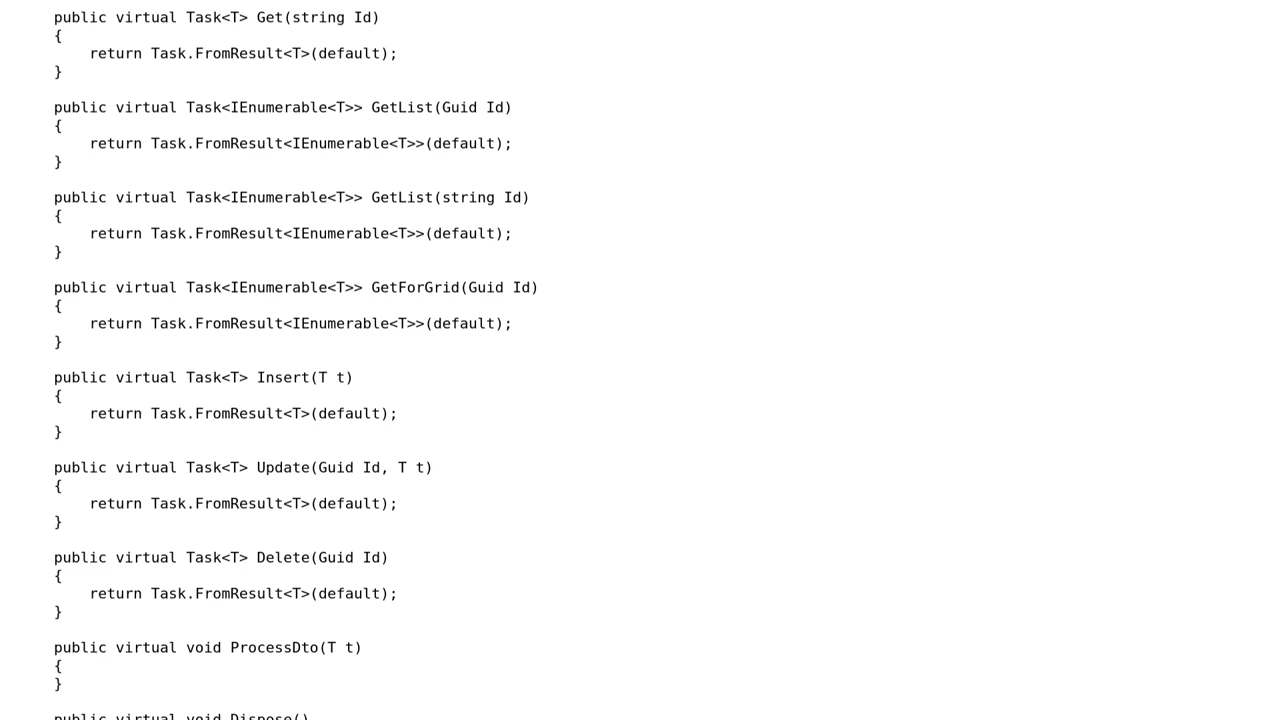 public virtual Task<T> Get(string Id)
{
    return Task.FromResult<T>(default);
}
public virtual Task<IEnumerable<T>> GetList(Guid Id)
{
    return Task.FromResult<IEnumerable<T>>(default);
}
public virtual Task<IEnumerable<T>> GetList(string Id)
{
    return Task.FromResult<IEnumerable<T>>(default);
}
public virtual Task<IEnumerable<T>> GetForGrid(Guid Id)
{
    return Task.FromResult<IEnumerable<T>>(default);
}
public virtual Task<T> Insert(T t)
{
    return Task.FromResult<T>(default);
}
public virtual Task<T> Update(Guid Id, T t)
{
    return Task.FromResult<T>(default);
}
public virtual Task<T> Delete(Guid Id)
{
    return Task.FromResult<T>(default);
}
public virtual void ProcessDto(T t)
{
}
public virtual void Dispose()